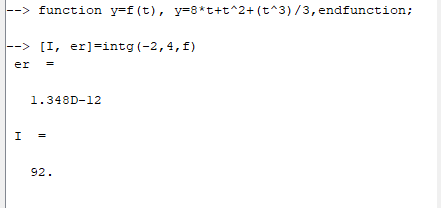 --> function y=f(t), y=8*t+t^2+(t^3)/3,endfunction;
--> [I, er]=intg(-2,4,f)
er  =
1.348D-12
I  =
92.